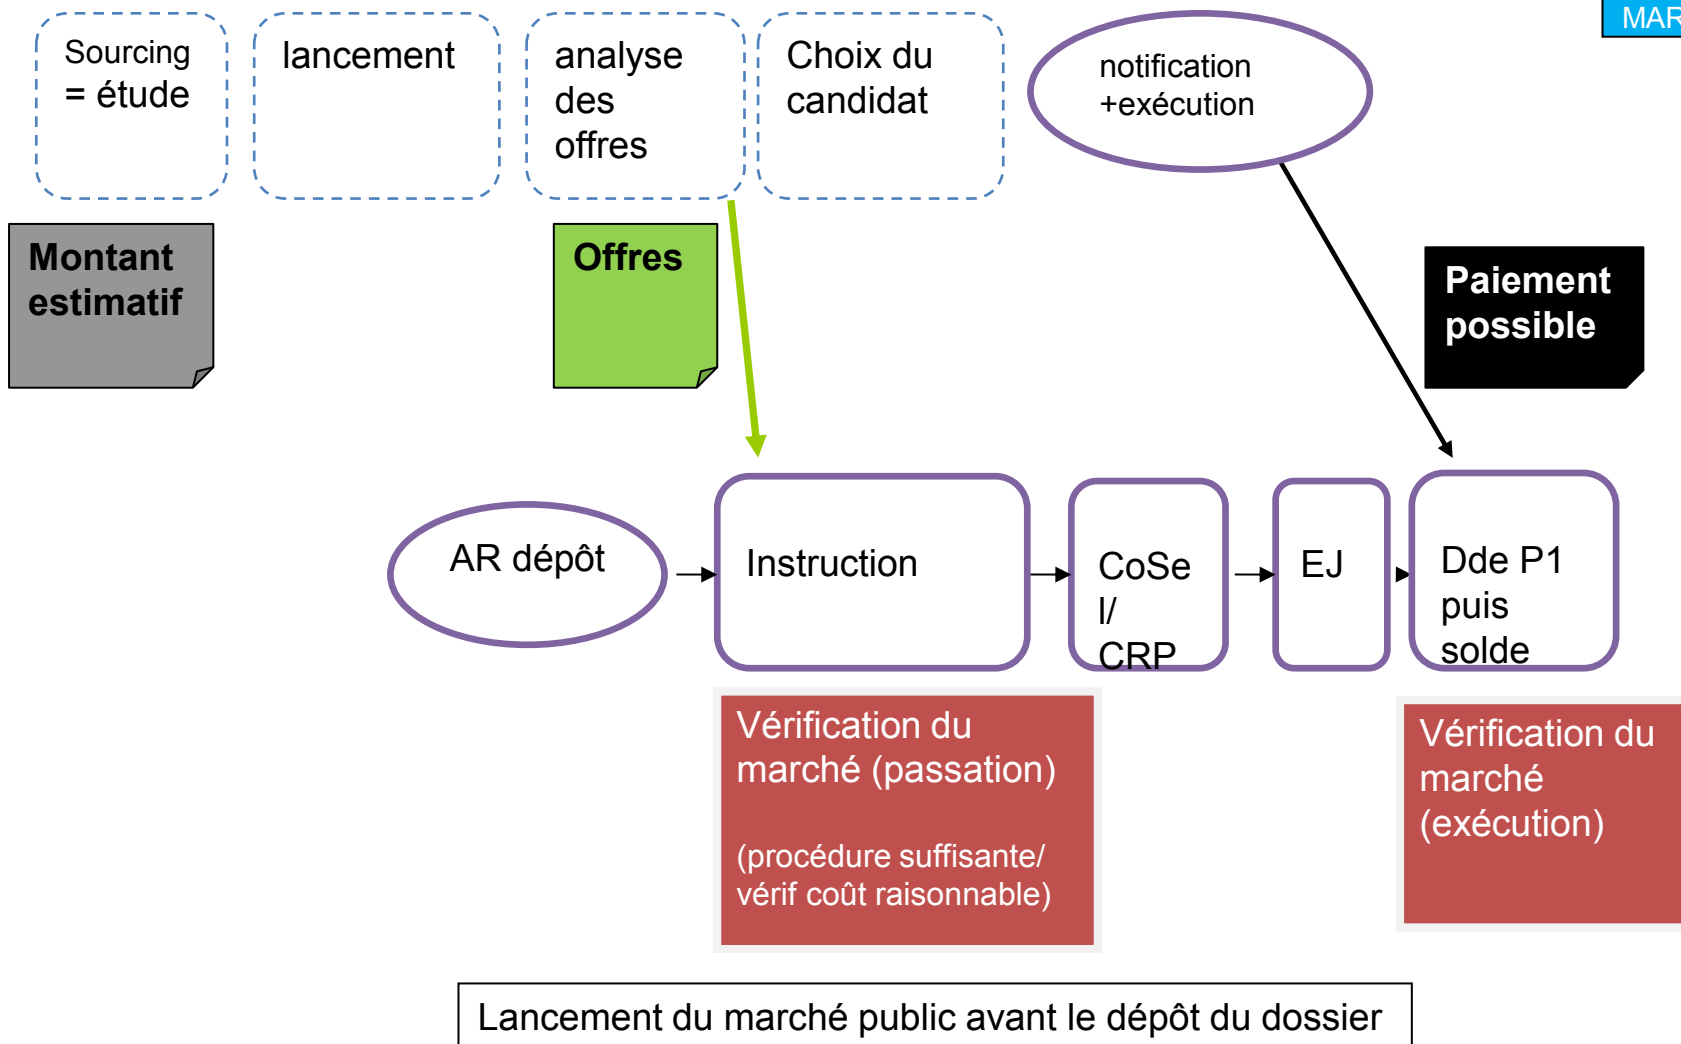 MAR
Sourcing
= étude
lancement
analyse
des
offres
Choix du
candidat
notification
+exécution
Montant
estimatif
Offres
Paiement
possible
AR dépôt
Instruction
CoSe
l/
CRP
EJ
Dde P1
puis
solde
Vérification du
marché (passation)
(procédure suffisante/
vérif coût raisonnable)
Vérification du
marché
(exécution)
Lancement du marché public avant le dépôt du dossier